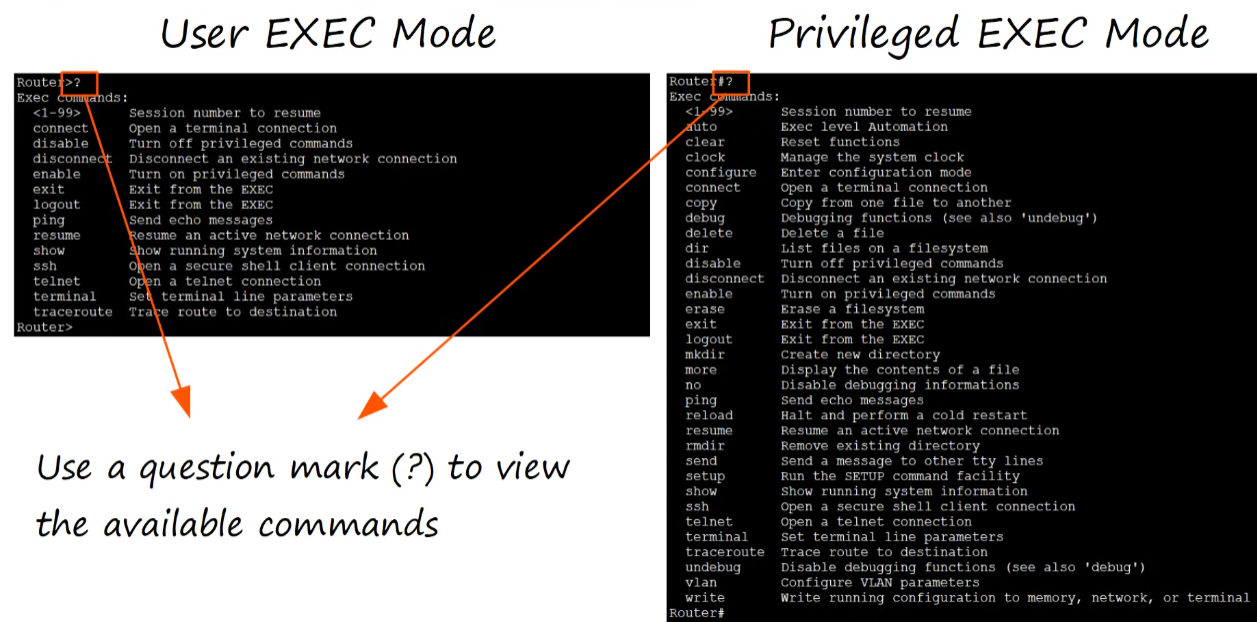 User EXEC Mode
Router>?
Exec commands:
<1-99> Session number to resume
connect Open a terminal connection
disable Turn off privileged commands
disconnect Disconnect an existing network connection
enable Turn on privileged commands
exit Exit from the EXEC
logout Exit from the EXEC
ping Send echo messages
resume Resume an active network connection
show Show running system information
ssh Open a secure shell client connection
telnet Open a telnet connection
terminal Set terminal line parameters
traceroute Trace route to destination
Router>
Use a question mark (?) to view
the available commands
Privileged EXEC Mode
Router#?
Exec commands:
<1-99> Session number to resume
auto Exec level Automation
clear Reset functions
clock Manage the system clock
configure Enter configuration mode
connect Open a terminal connection
copy Copy from one file to another
debug Debugging functions (see also 'undebug')
delete Delete a file
dir List files on a filesystem
disable Turn off privileged commands
disconnect Disconnect an existing network connection
enable Turn on privileged commands
erase Erase a filesystem
exit Exit from the EXEC
logout Exit from the EXEC
mkdir Create new directory
more Display the contents of a file
no Disable debugging informations
ping Send echo messages
reload Halt and perform a cold restart
resume Resume an active network connection
rmdir Remove existing directory
send Send a message to other tty lines
setup Run the SETUP command facility
show Show running system information
ssh Open a secure shell client connection
telnet Open a telnet connection
terminal Set terminal line parameters
traceroute Trace route to destination
undebug Disable debugging functions (see also 'debug')
vlan Configure VLAN parameters
write Write running configuration to memory, network, or terminal
Router#